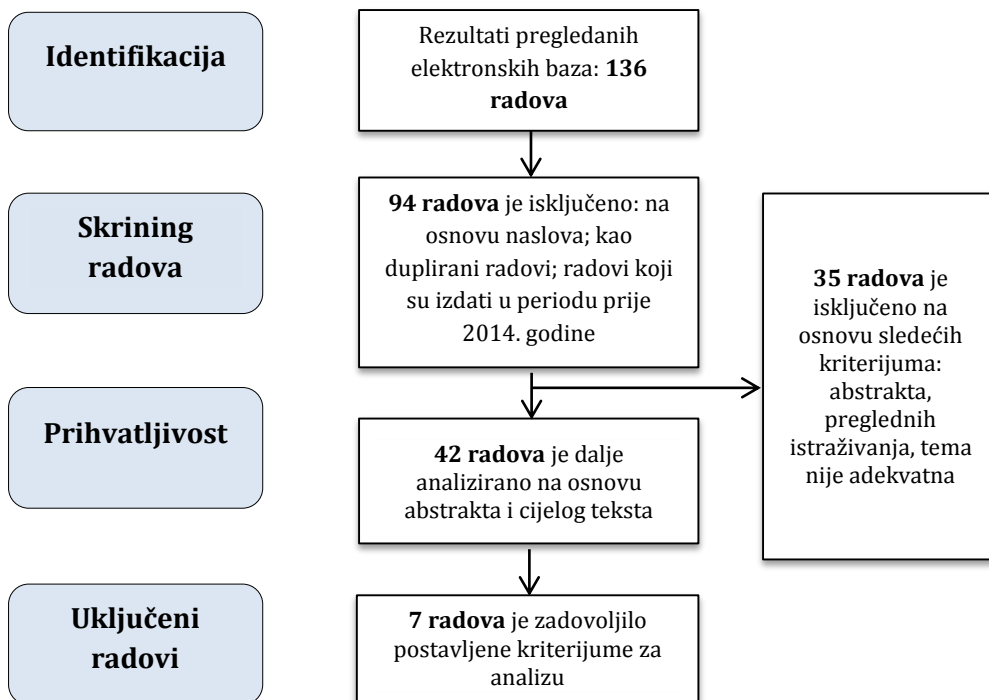 Identifikacija
Rezultati pregledanih
elektronskih baza: 136
radova
Skrining
radova
94 radova je isključeno: na
osnovu naslova; kao
duplirani radovi; radovi koji
su izdati u periodu prije
2014. godine
35 radova je
isključeno na
osnovu sledećih
kriterijuma:
abstrakta,
preglednih
istraživanja, tema
nije adekvatna
Prihvatljivost
42 radova je dalje
analizirano na osnovu
abstrakta i cijelog teksta
Uključeni
radovi
7 radova je zadovoljilo
postavljene kriterijume za
analizu